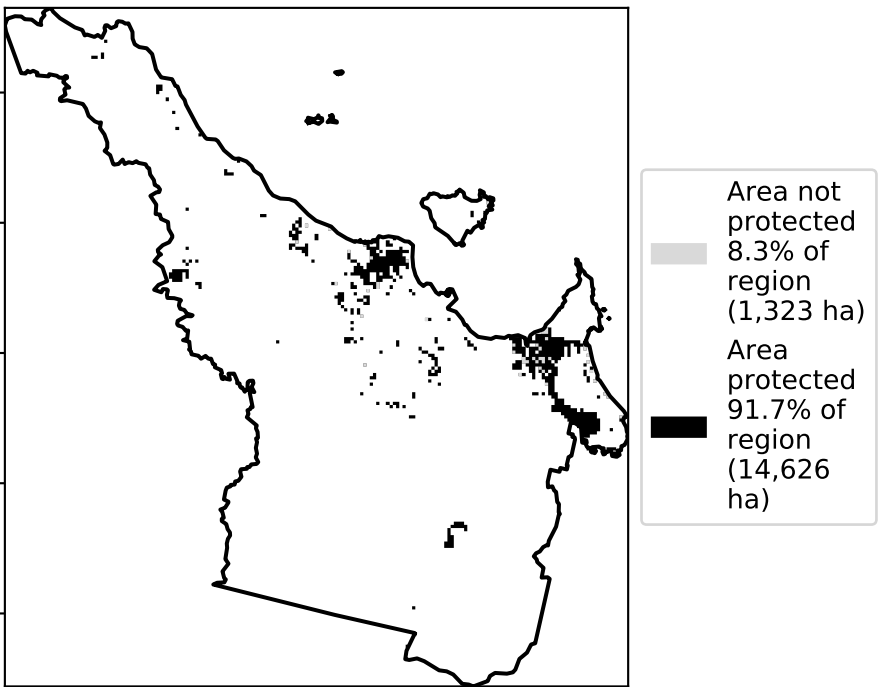 Area not
protected
8.3% of
region
(1,323 ha)
Area
protected
91.7% of
region
(14,626
ha)